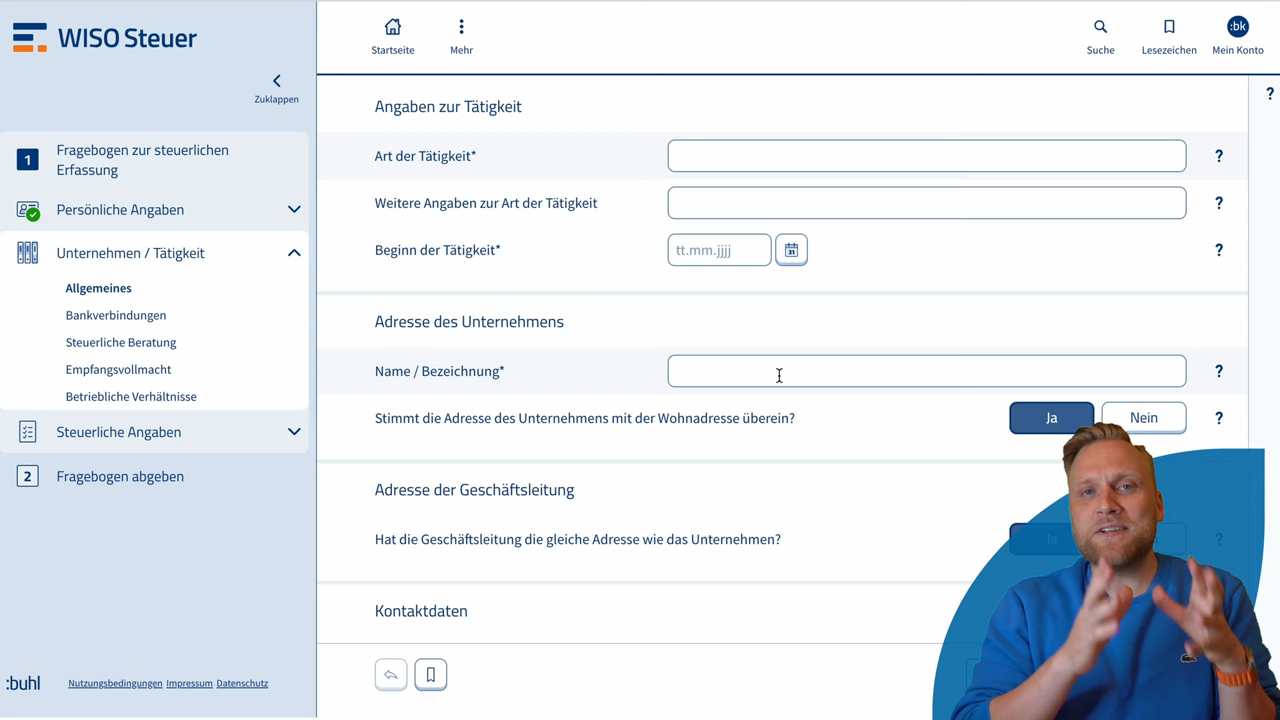 WISO Steuer
Zuklappen
1 Fragebogen zur steuerlichen
Erfassung
Persönliche Angaben
Unternehmen / Tätigkeit
Allgemeines
Bankverbindungen
Steuerliche Beratung
Empfangsvollmacht
Betriebliche Verhältnisse
Steuerliche Angaben
2 Fragebogen abgeben
:buhl Nutzungsbedingungen Impressum Datenschutz
Startseite Mehr Suche Lesezeichen :bk Mein Konto
?
Angaben zur Tätigkeit
Art der Tätigkeit* ?
Weitere Angaben zur Art der Tätigkeit ?
Beginn der Tätigkeit* tt.mm.jjjj 31 ?
Adresse des Unternehmens
Name / Bezeichnung* ?
Stimmt die Adresse des Unternehmens mit der Wohnadresse überein? Ja Nein ?
Adresse der Geschäftsleitung
Hat die Geschäftsleitung die gleiche Adresse wie das Unternehmen? Ja ?
Kontaktdaten